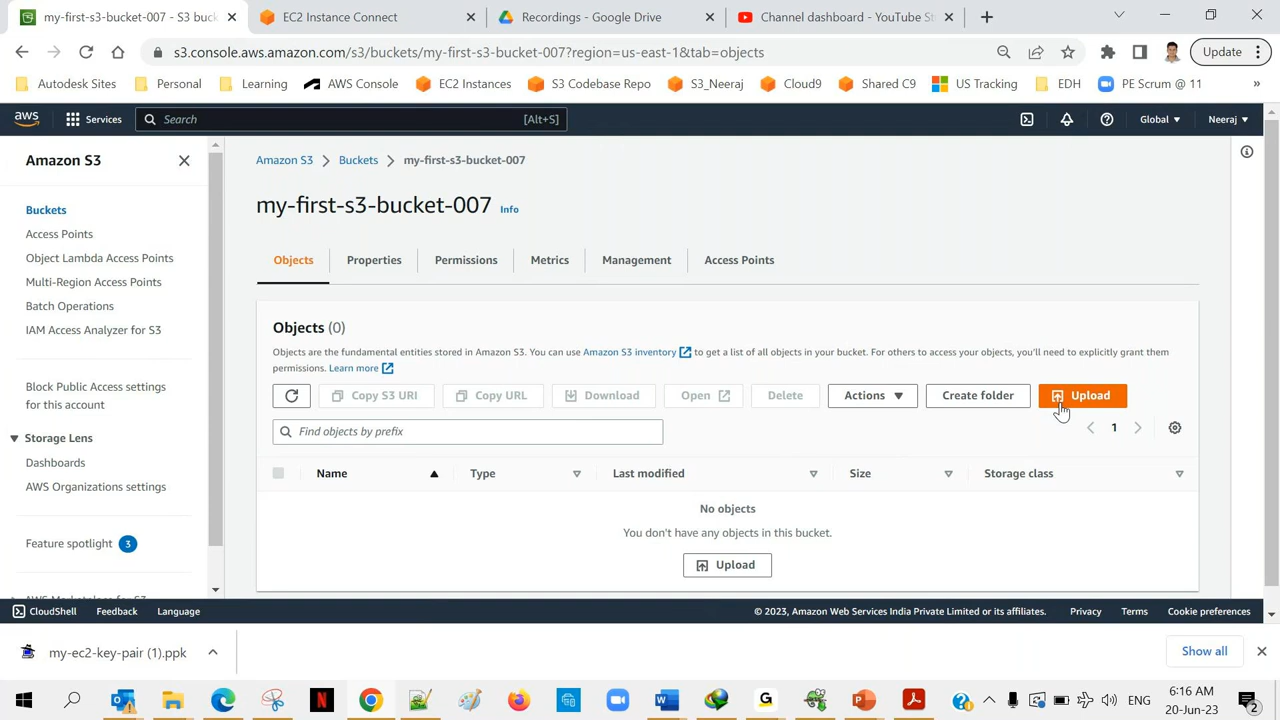 my-first-s3-bucket-007 - S3 buck
EC2 Instance Connect
Recordings - Google Drive
Channel dashboard - YouTube St
s3.console.aws.amazon.com/s3/buckets/my-first-s3-bucket-007?region=us-east-1&tab=objects
Update
Autodesk Sites
Personal
Learning
AWS Console
EC2 Instances
S3 Codebase Repo
S3_Neeraj
Cloud9
Shared C9
US Tracking
EDH
PE Scrum @ 11
»
aws
Services
Search
[Alt+S]
Global
Neeraj
Amazon S3
Buckets
Access Points
Object Lambda Access Points
Multi-Region Access Points
Batch Operations
IAM Access Analyzer for S3
Block Public Access settings
for this account
Storage Lens
Dashboards
AWS Organizations settings
Feature spotlight 3
Amazon S3
Buckets
my-first-s3-bucket-007
my-first-s3-bucket-007 Info
Objects
Properties
Permissions
Metrics
Management
Access Points
Objects (0)
Objects are the fundamental entities stored in Amazon S3. You can use Amazon S3 inventory to get a list of all objects in your bucket. For others to access your objects, you'll need to explicitly grant them
permissions. Learn more
Copy S3 URI
Copy URL
Download
Open
Delete
Actions
Create folder
Upload
Find objects by prefix
1
Name
Type
Last modified
Size
Storage class
No objects
You don't have any objects in this bucket.
Upload
CloudShell
Feedback
Language
© 2023, Amazon Web Services India Private Limited or its affiliates.
Privacy
Terms
Cookie preferences
my-ec2-key-pair (1).ppk
Show all
ENG
6:16 AM
20-Jun-23
2